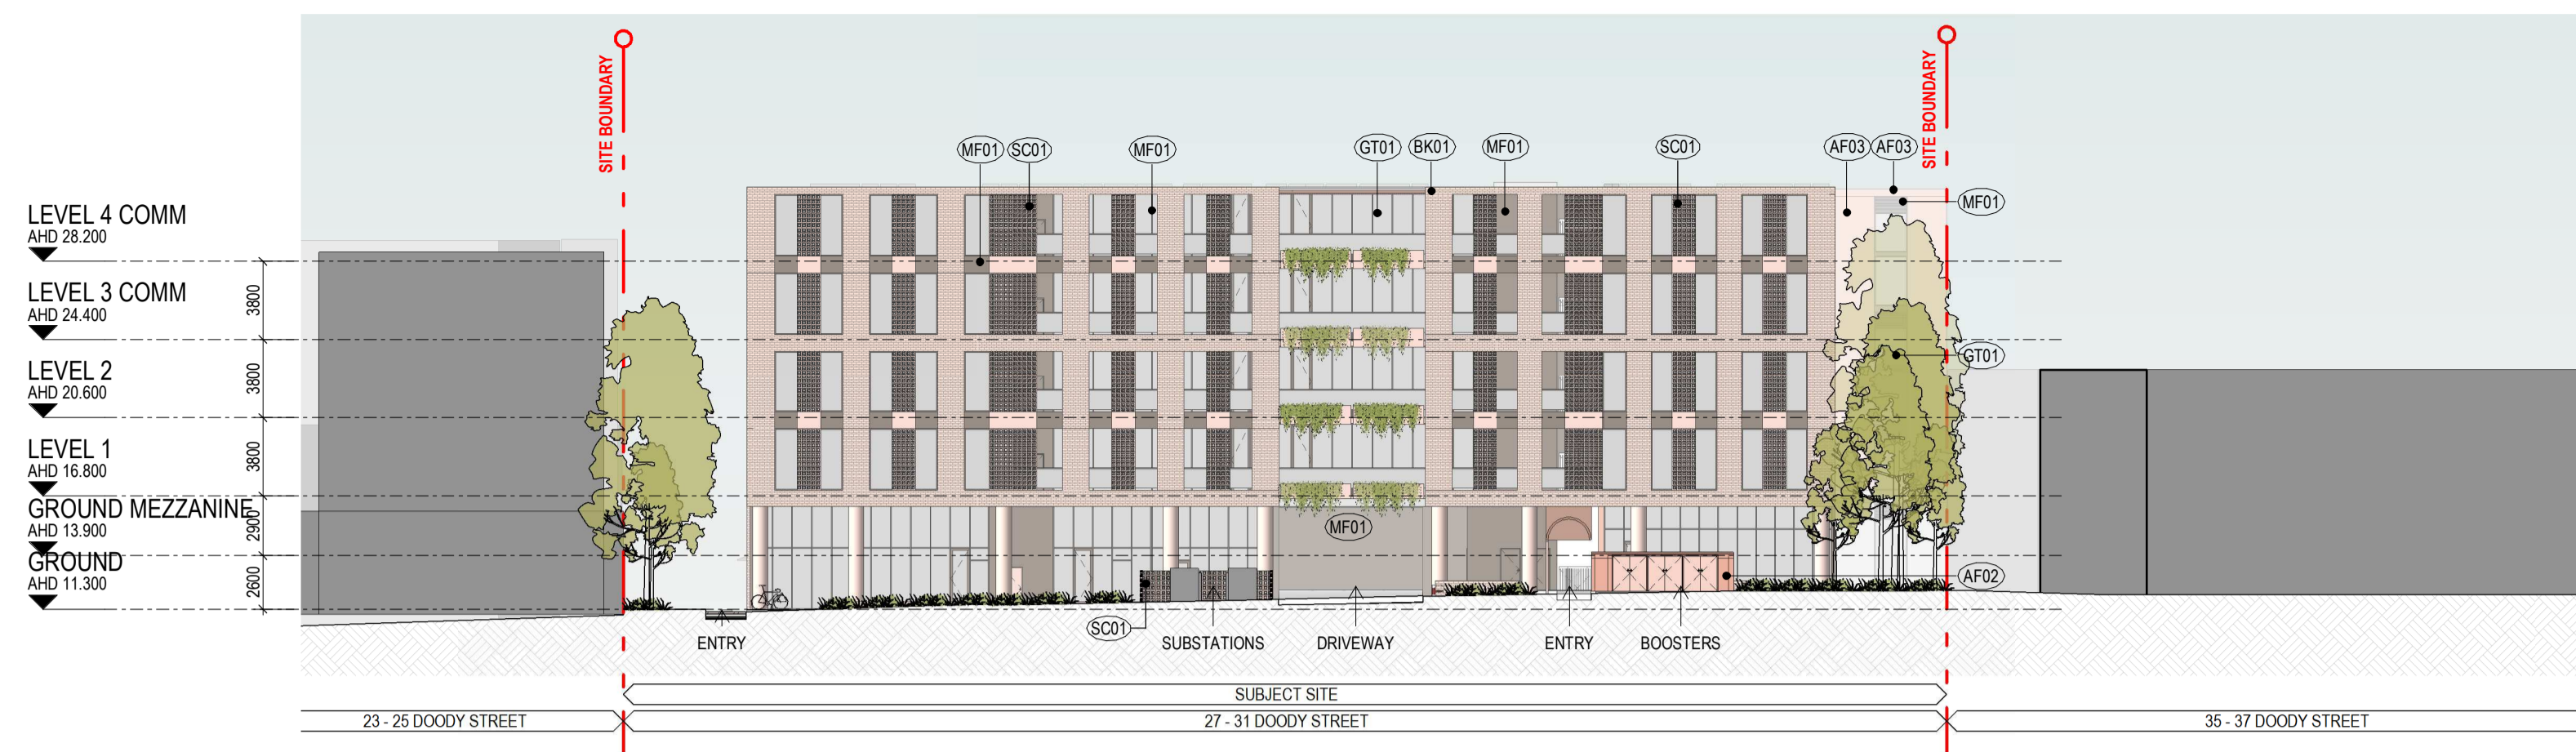 SITE BOUNDARY
SITE BOUNDARY
MF01 SC01 MF01 GT01 BK01 MF01 SC01 AF03 AF03
MF01
LEVEL 4 COMM
AHD 28.200
3800
LEVEL 3 COMM
AHD 24.400
3800
GT01
LEVEL 2
AHD 20.600
3800
LEVEL 1
AHD 16.800
2900
GROUND MEZZANINE
AHD 13.900
MF01
2600
GROUND
AHD 11.300
AF02
SC01
ENTRY SUBSTATIONS DRIVEWAY ENTRY BOOSTERS
SUBJECT SITE
23 - 25 DOODY STREET 27 - 31 DOODY STREET 35 - 37 DOODY STREET